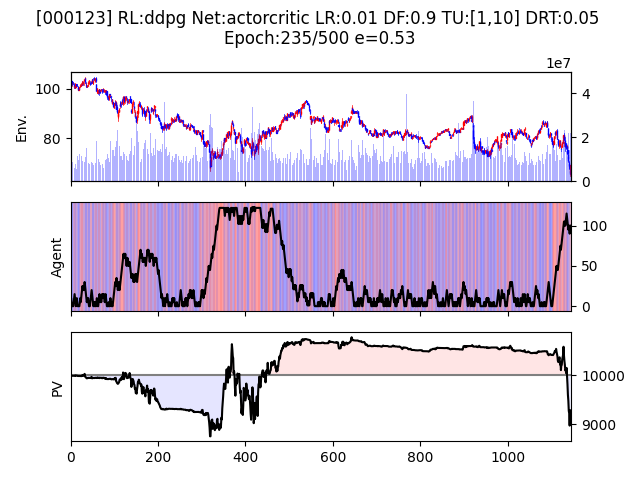 [000123] RL:ddpg Net:actorcritic LR:0.01 DF:0.9 TU:[1,10] DRT:0.05
Epoch:235/500 e=0.53
1e7
Env.
100
80
4
2
0
Agent
100
50
0
PV
10000
9000
0
200
400
600
800
1000